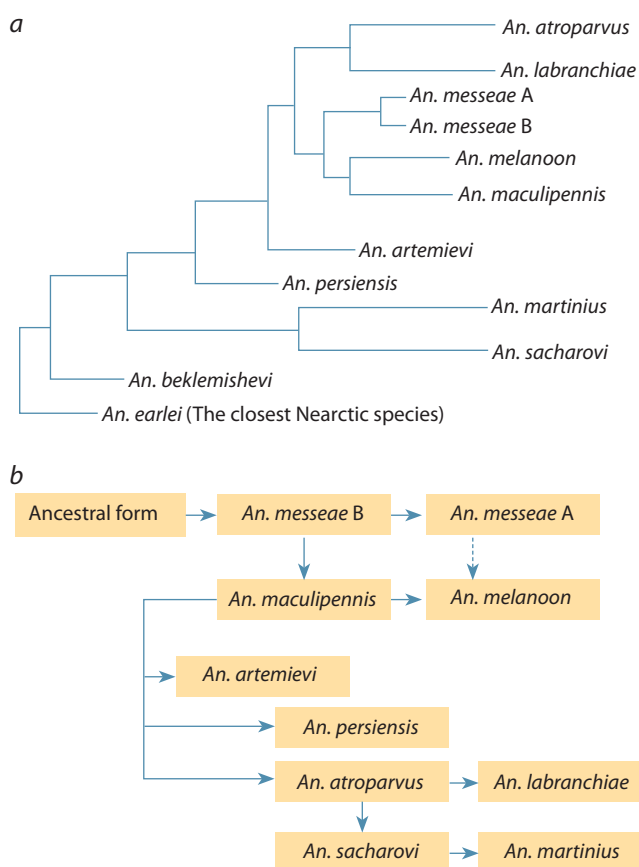 a
An. atroparvus
An. labranchiae
An. messeae A
An. messeae B
An. melanoon
An. maculipennis
An. artemievi
An. persiensis
An. martinius
An. sacharovi
An. beklemishevi
An. earlei (The closest Nearctic species)
b
Ancestral form
An. messeae B
An. messeae A
An. maculipennis
An. melanoon
An. artemievi
An. persiensis
An. atroparvus
An. labranchiae
An. sacharovi
An. martinius